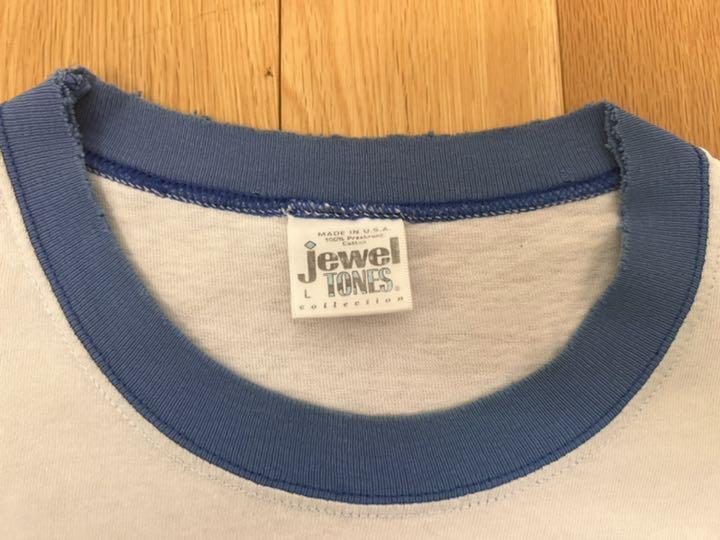 MADE IN U.S.A.
100% Preshrunk
Cotton
jewel
L TONES®
collection